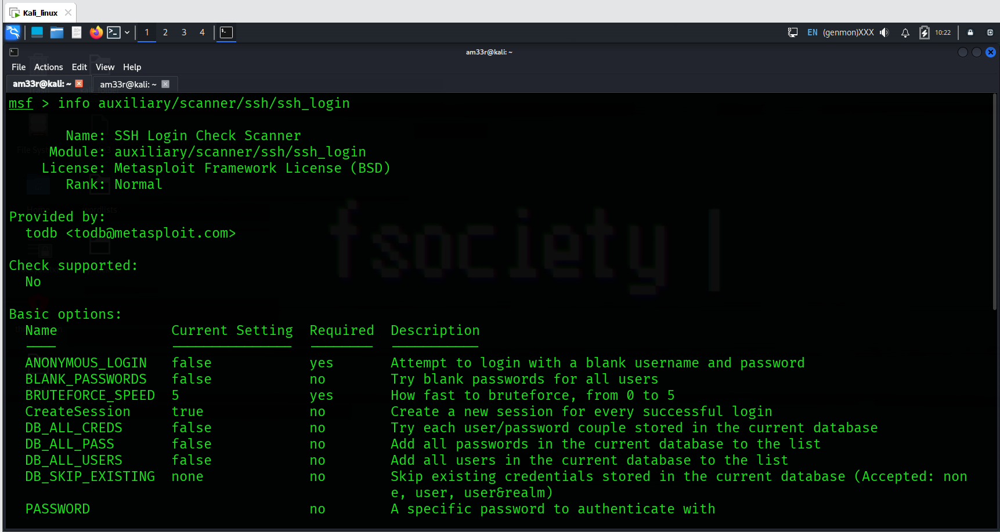 Kali_linux
1 2 3 4 EN (genmon)XXX 10:22
am33r@kali: ~
File Actions Edit View Help
am33r@kali: ~ am33r@kali: ~
msf > info auxiliary/scanner/ssh/ssh_login
Name: SSH Login Check Scanner
Module: auxiliary/scanner/ssh/ssh_login
License: Metasploit Framework License (BSD)
Rank: Normal
Provided by:
todb <todb@metasploit.com>
Check supported:
No
fsociety |
Basic options:
Name Current Setting Required Description
ANONYMOUS_LOGIN false yes Attempt to login with a blank username and password
BLANK_PASSWORDS false no Try blank passwords for all users
BRUTEFORCE_SPEED 5 yes How fast to bruteforce, from 0 to 5
CreateSession true no Create a new session for every successful login
DB_ALL_CREDS false no Try each user/password couple stored in the current database
DB_ALL_PASS false no Add all passwords in the current database to the list
DB_ALL_USERS false no Add all users in the current database to the list
DB_SKIP_EXISTING none no Skip existing credentials stored in the current database (Accepted: non
e, user, user&realm)
PASSWORD no A specific password to authenticate with